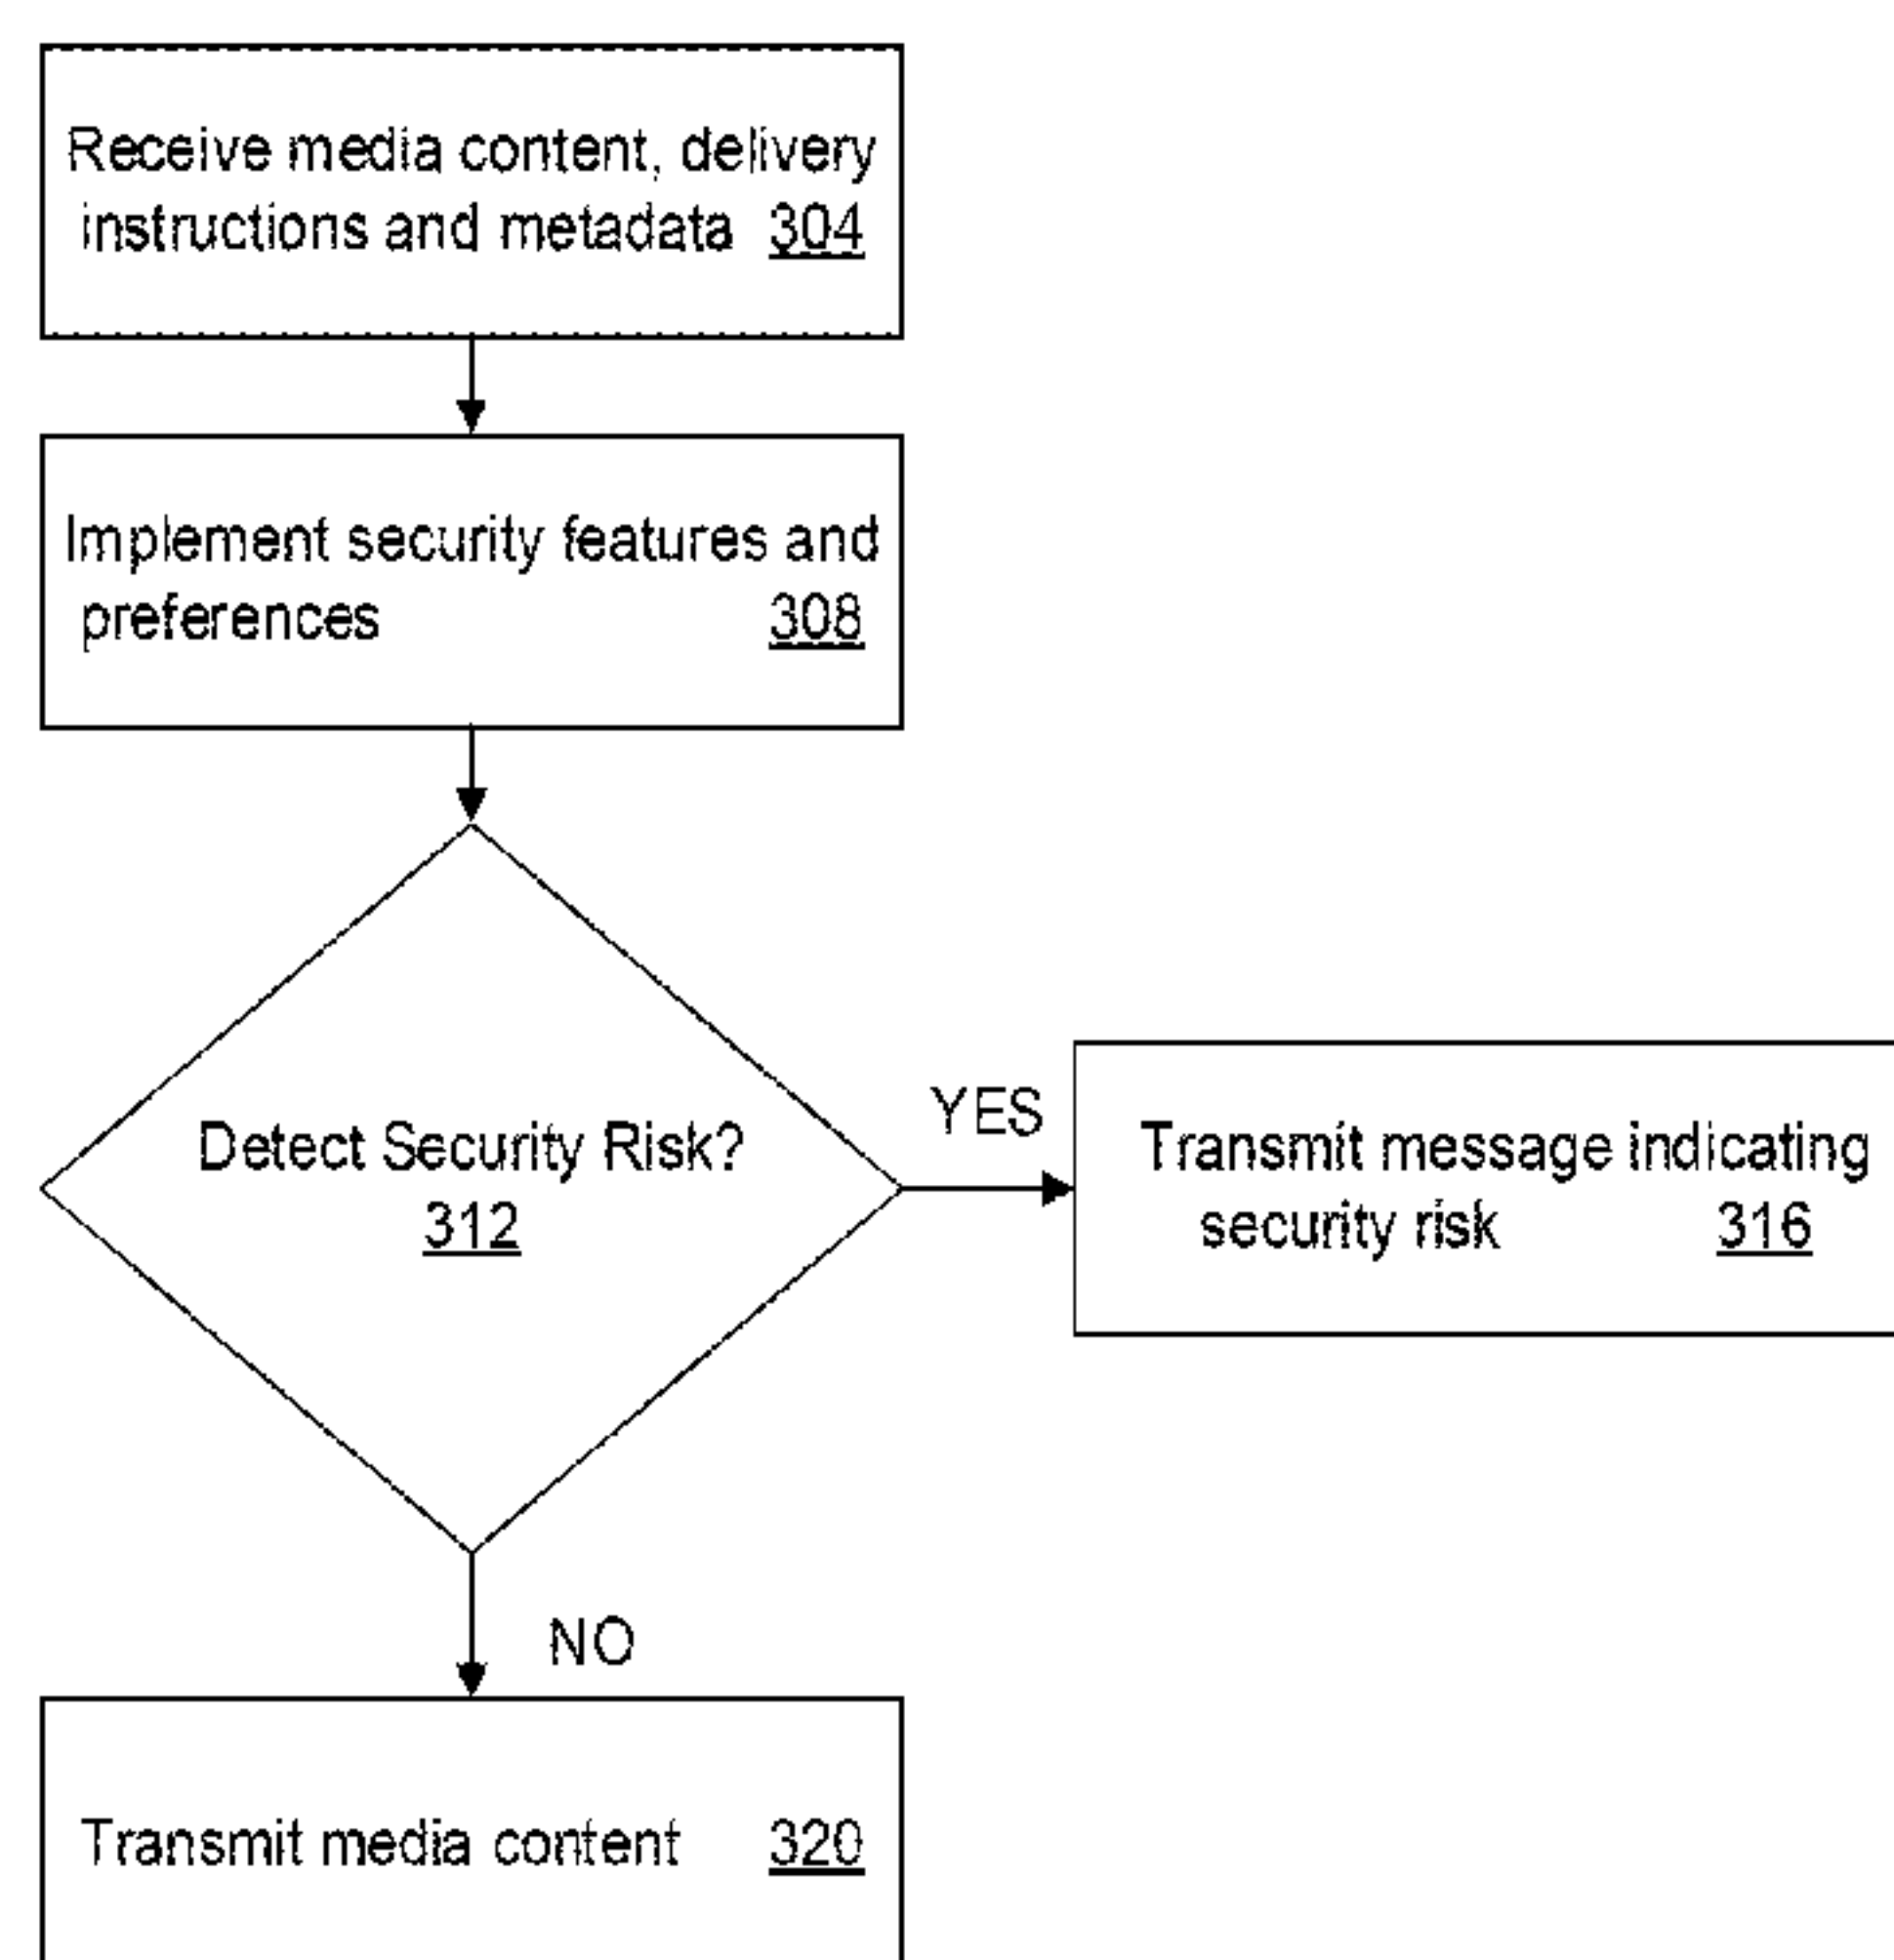 Receive media content, delivery
instructions and metadata 304
Implement security features and
preferences 308
Detect Security Risk?
312
YES
Transmit message indicating
security risk 316
NO
Transmit media content 320